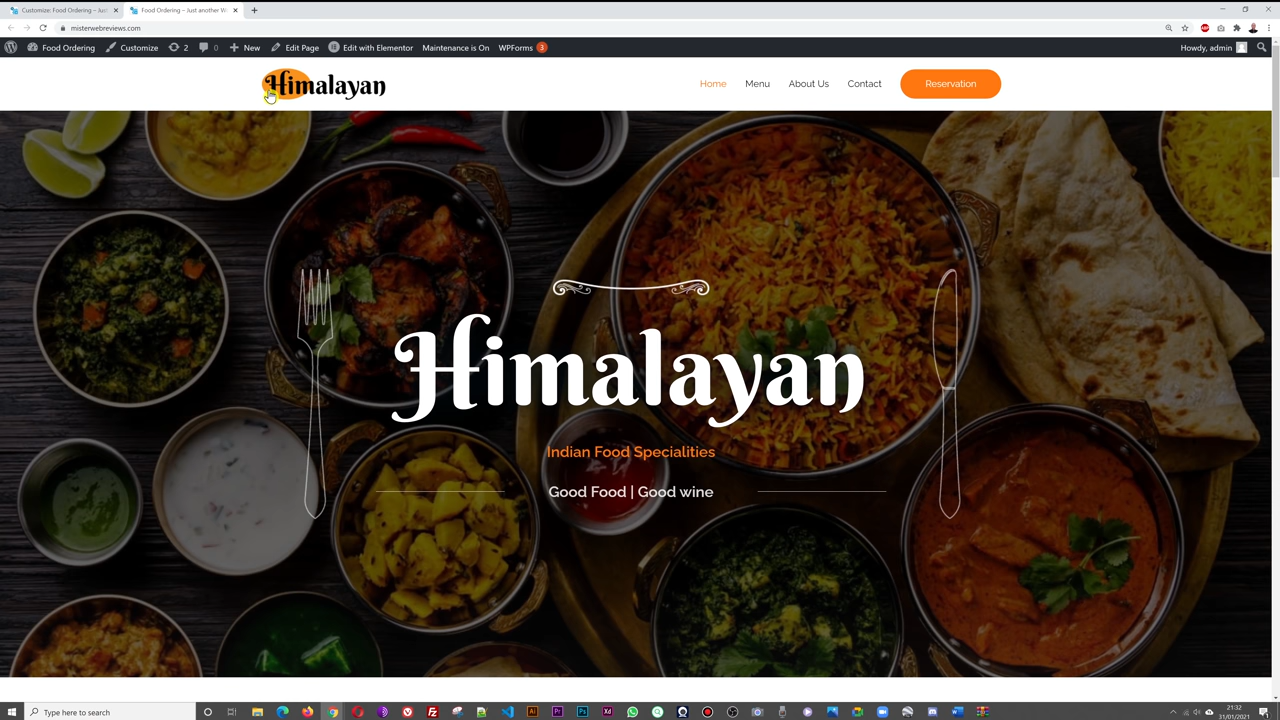 Customize: Food Ordering – Jus
Food Ordering – Just another W
misterwebreviews.com
Food Ordering
Customize
2
0
New
Edit Page
Edit with Elementor
Maintenance is On
WPForms 3
Howdy, admin
Himalayan
Home
Menu
About Us
Contact
Reservation
Himalayan
Indian Food Specialities
Good Food | Good wine
Type here to search
21:32
31/01/2021